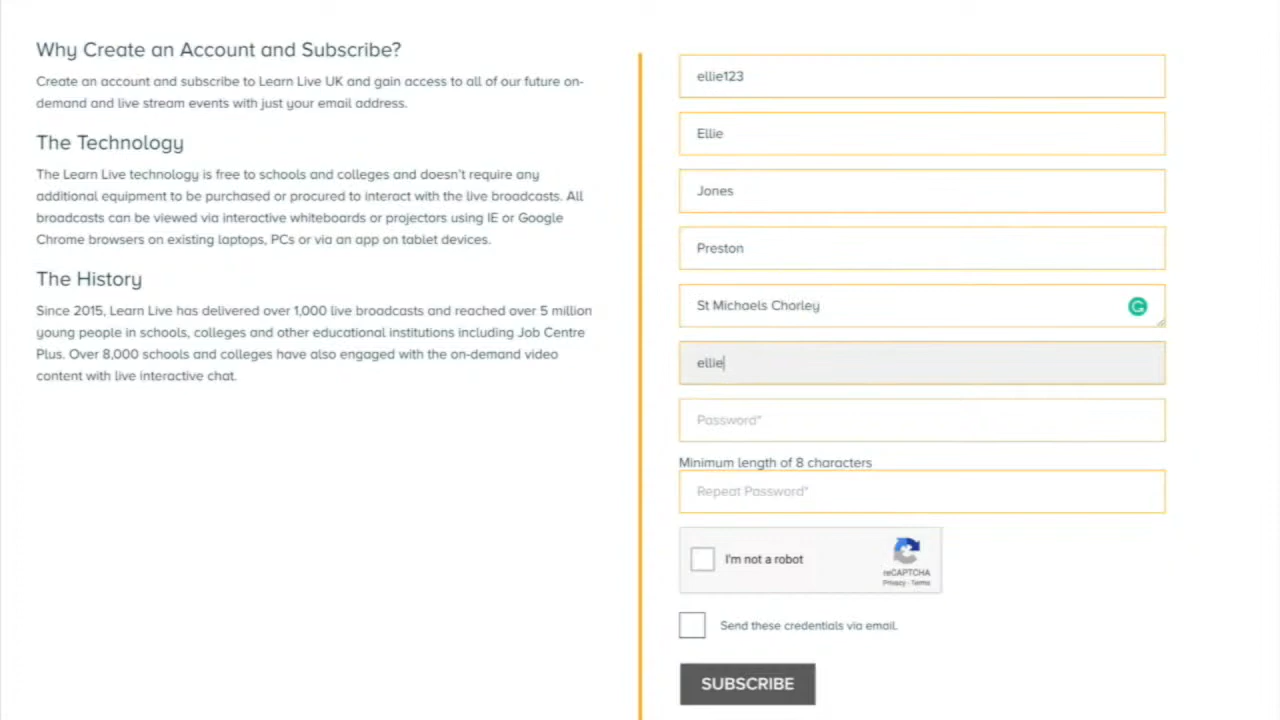 Why Create an Account and Subscribe?
Create an account and subscribe to Learn Live UK and gain access to all of our future on-
demand and live stream events with just your email address.
The Technology
The Learn Live technology is free to schools and colleges and doesn't require any
additional equipment to be purchased or procured to interact with the live broadcasts. All
broadcasts can be viewed via interactive whiteboards or projectors using IE or Google
Chrome browsers on existing laptops, PCs or via an app on tablet devices.
The History
Since 2015, Learn Live has delivered over 1,000 live broadcasts and reached over 5 million
young people in schools, colleges and other educational institutions including Job Centre
Plus. Over 8,000 schools and colleges have also engaged with the on-demand video
content with live interactive chat.
ellie123
Ellie
Jones
Preston
St Michaels Chorley
ellie
Password*
Minimum length of 8 characters
Repeat Password*
I'm not a robot
reCAPTCHA
Privacy - Terms
Send these credentials via email.
SUBSCRIBE